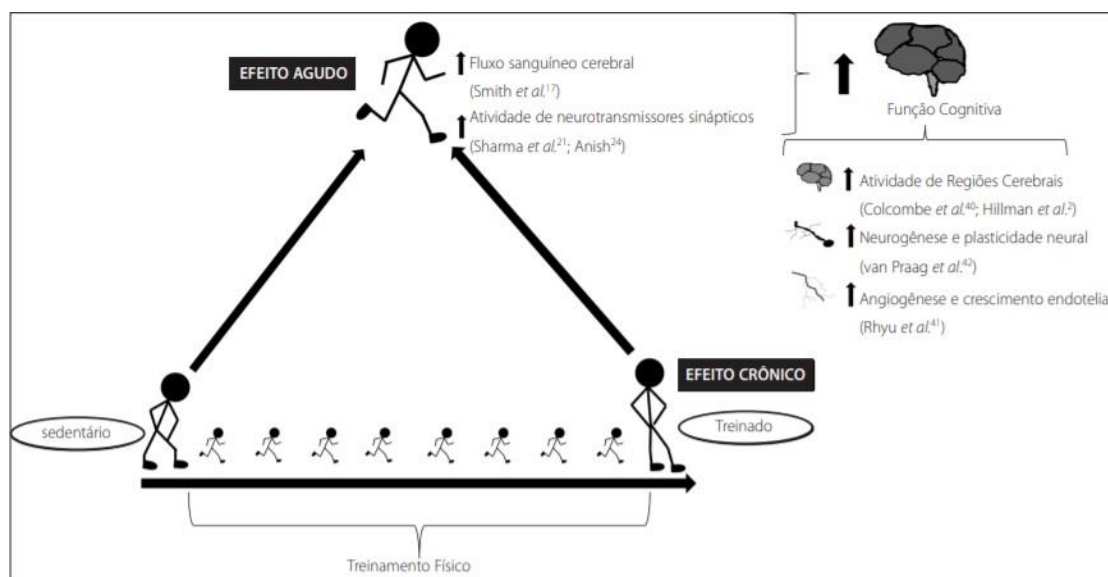 EFEITO AGUDO
Fluxo sanguíneo cerebral
(Smith et al.17)
Atividade de neurotransmissores sinápticos
(Sharma et al.21; Anish24)
Função Cognitiva
Atividade de Regiões Cerebrais
(Colcombe et al.40; Hillman et al.2)
Neurogênese e plasticidade neural
(van Praag et al.42)
Angiogênese e crescimento endotelia
(Rhyu et al.41)
EFEITO CRÔNICO
sedentário
Treinado
Treinamento Físico